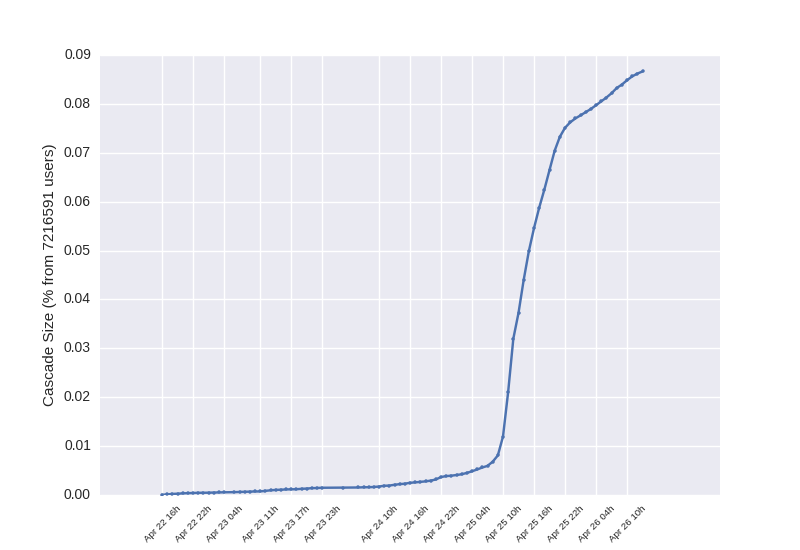 0.09
0.08
0.07
0.06
0.05
0.04
0.03
0.02
0.01
0.00
Cascade Size (% from 7216591 users)
Apr 22 16h
Apr 22 22h
Apr 23 04h
Apr 23 11h
Apr 23 17h
Apr 23 23h
Apr 24 10h
Apr 24 16h
Apr 24 22h
Apr 25 04h
Apr 25 10h
Apr 25 16h
Apr 25 22h
Apr 26 04h
Apr 26 10h